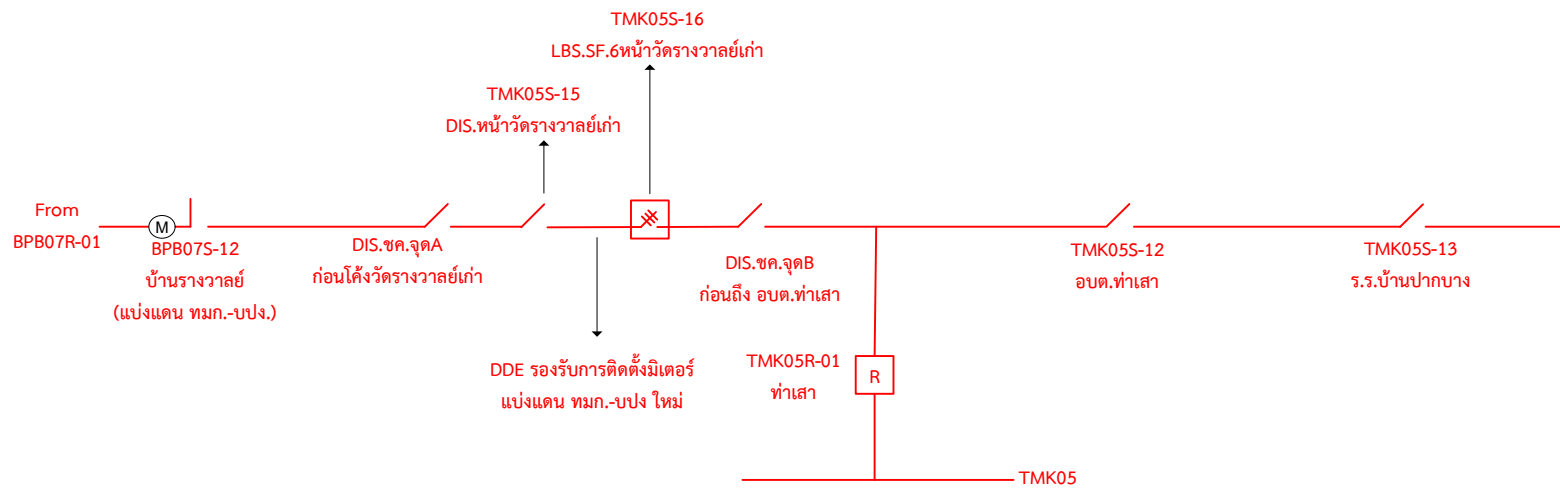 TMK05S-16
LBS.SF.6หน้าวัดรางวาลย์เก่า
TMK05S-15
DIS.หน้าวัดรางวาลย์เก่า
From
BPB07R-01
M
BPB07S-12
บ้านรางวาลย์
(แบ่งแดน ทมก.-บปง.)
DIS.ชค.จุดA
ก่อนโค้งวัดรางวาลย์เก่า
DIS.ชค.จุดB
ก่อนถึง อบต.ท่าเสา
TMK05S-12
อบต.ท่าเสา
TMK05S-13
ร.ร.บ้านปากบาง
DDE รองรับการติดตั้งมิเตอร์
แบ่งแดน ทมก.-บปง ใหม่
TMK05R-01
ท่าเสา
R
TMK05